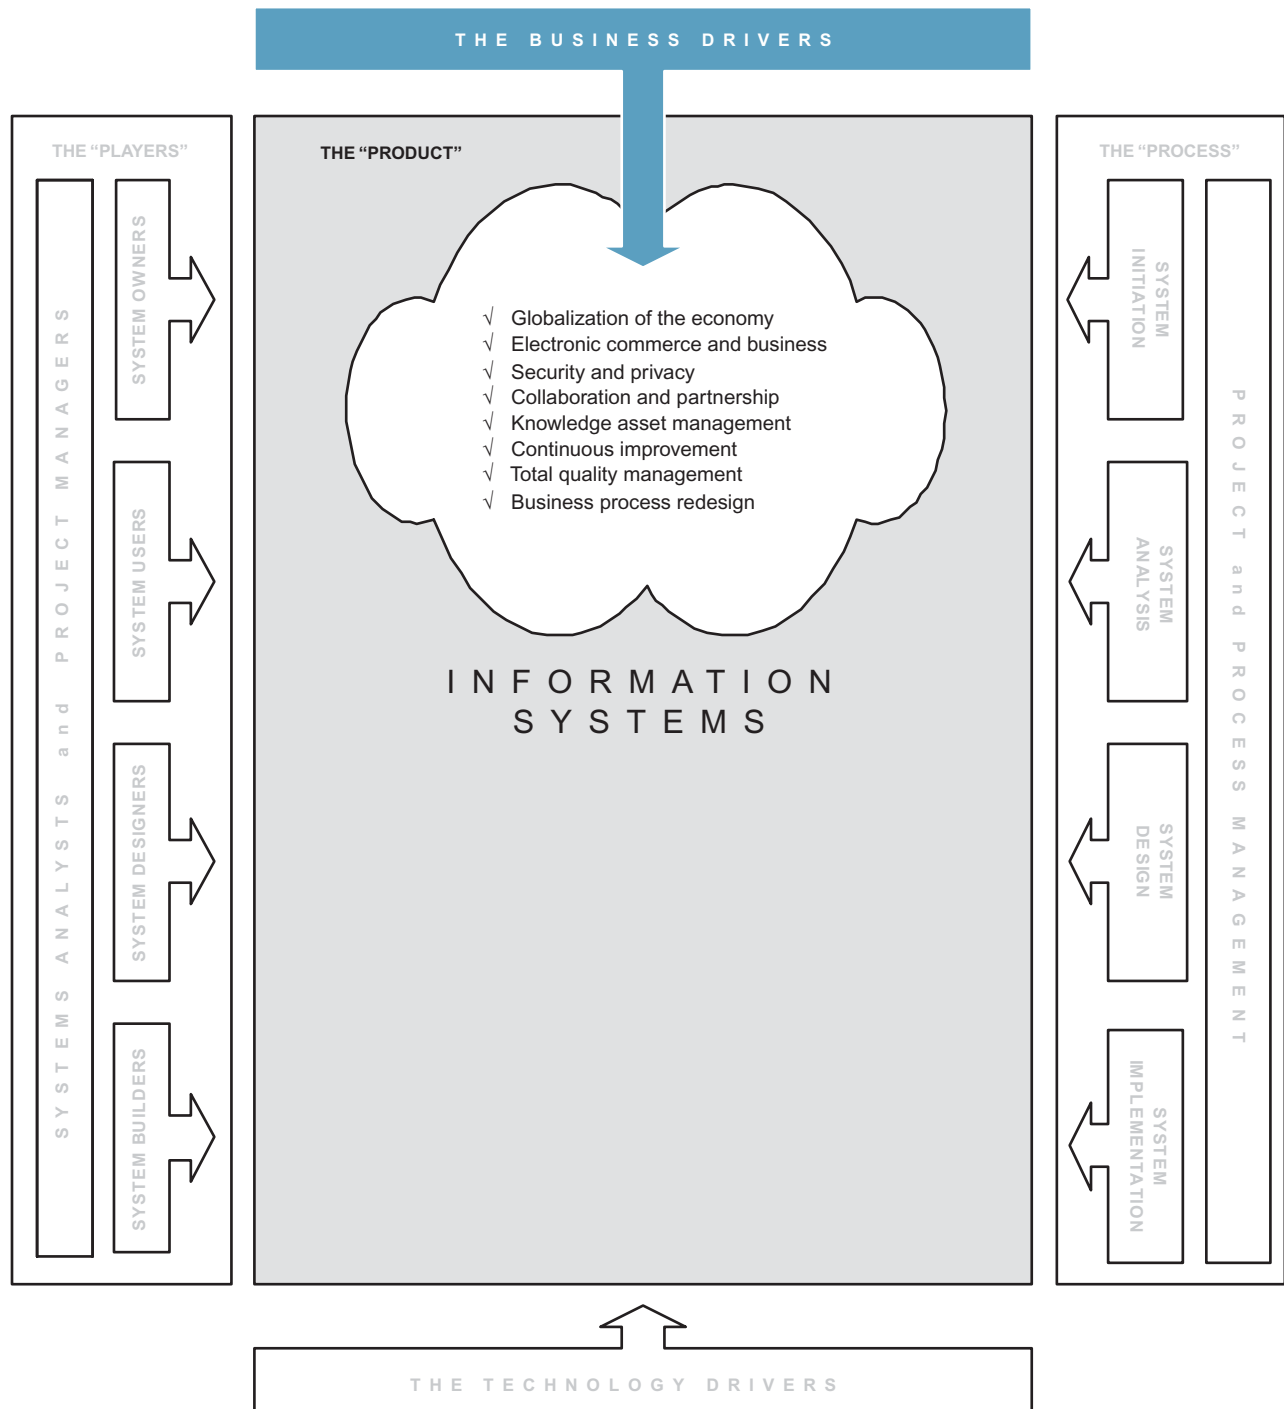 THE BUSINESS DRIVERS
THE “PLAYERS”
SYSTEMS ANALYSTS and PROJECT MANAGERS
SYSTEM OWNERS
SYSTEM USERS
SYSTEM DESIGNERS
SYSTEM BUILDERS
THE “PRODUCT”
√ Globalization of the economy
√ Electronic commerce and business
√ Security and privacy
√ Collaboration and partnership
√ Knowledge asset management
√ Continuous improvement
√ Total quality management
√ Business process redesign
INFORMATION
SYSTEMS
THE “PROCESS”
SYSTEM
INITIATION
SYSTEM
ANALYSIS
SYSTEM
DESIGN
SYSTEM
IMPLEMENTATION
PROJECT and PROCESS MANAGEMENT
THE TECHNOLOGY DRIVERS